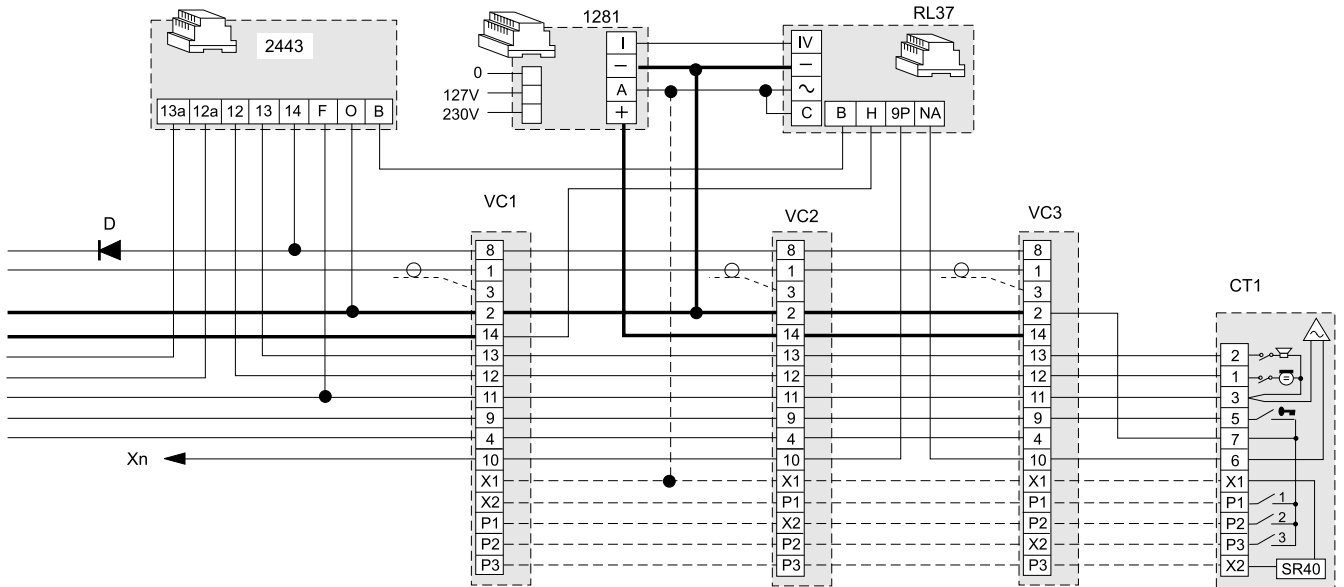 2443
13a 12a 12 13 14 F O B
1281
0
127V
230V
I
−
A
+
RL37
IV
−
~
C
B H 9P NA
D
Xn
VC1
8
1
3
2
14
13
12
11
9
4
10
X1
X2
P1
P2
P3
VC2
8
1
3
2
14
13
12
11
9
4
10
X1
P1
X2
P2
P3
VC3
8
1
3
2
14
13
12
11
9
4
10
X1
P1
P2
X2
P3
CT1
2
1
3
5
7
6
X1
P1 1
P2 2
P3 3
X2 SR40